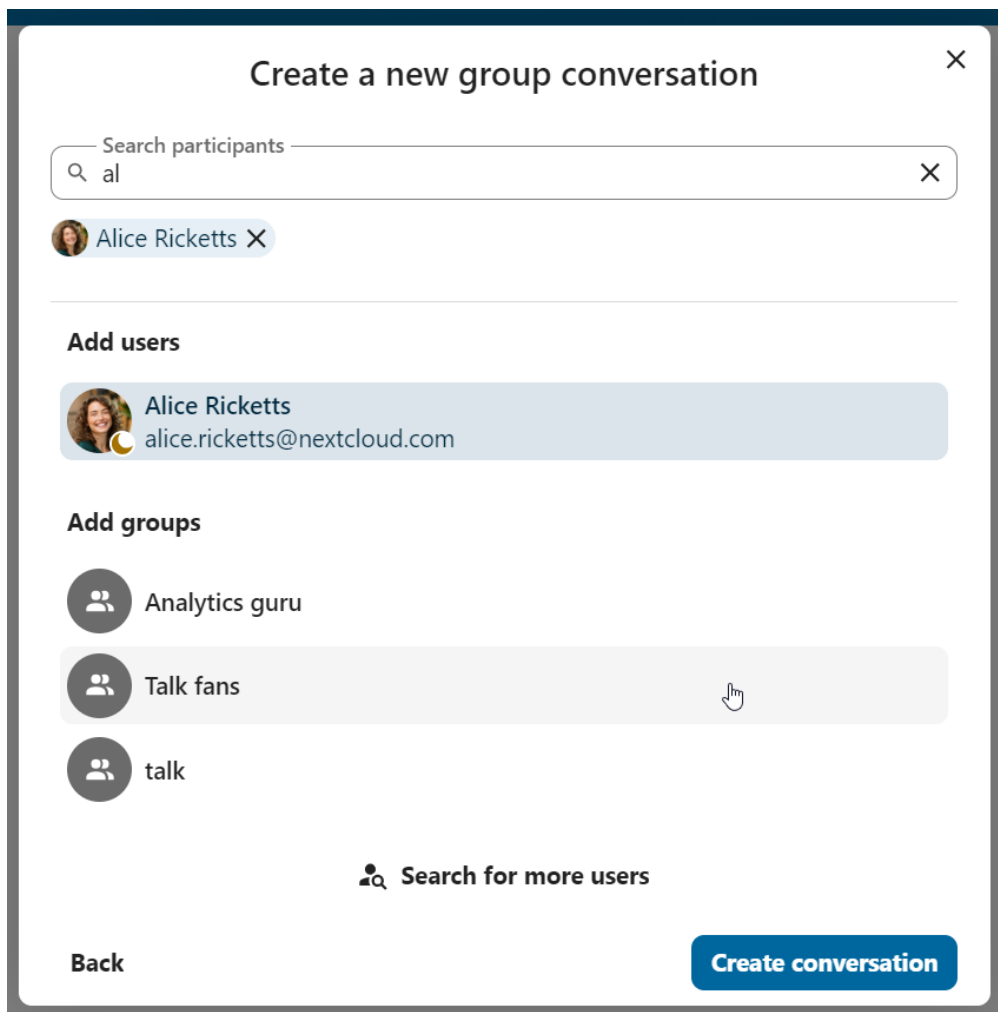 Create a new group conversation
Search participants
al
Alice Ricketts
Add users
Alice Ricketts
alice.ricketts@nextcloud.com
Add groups
Analytics guru
Talk fans
talk
Search for more users
Back
Create conversation